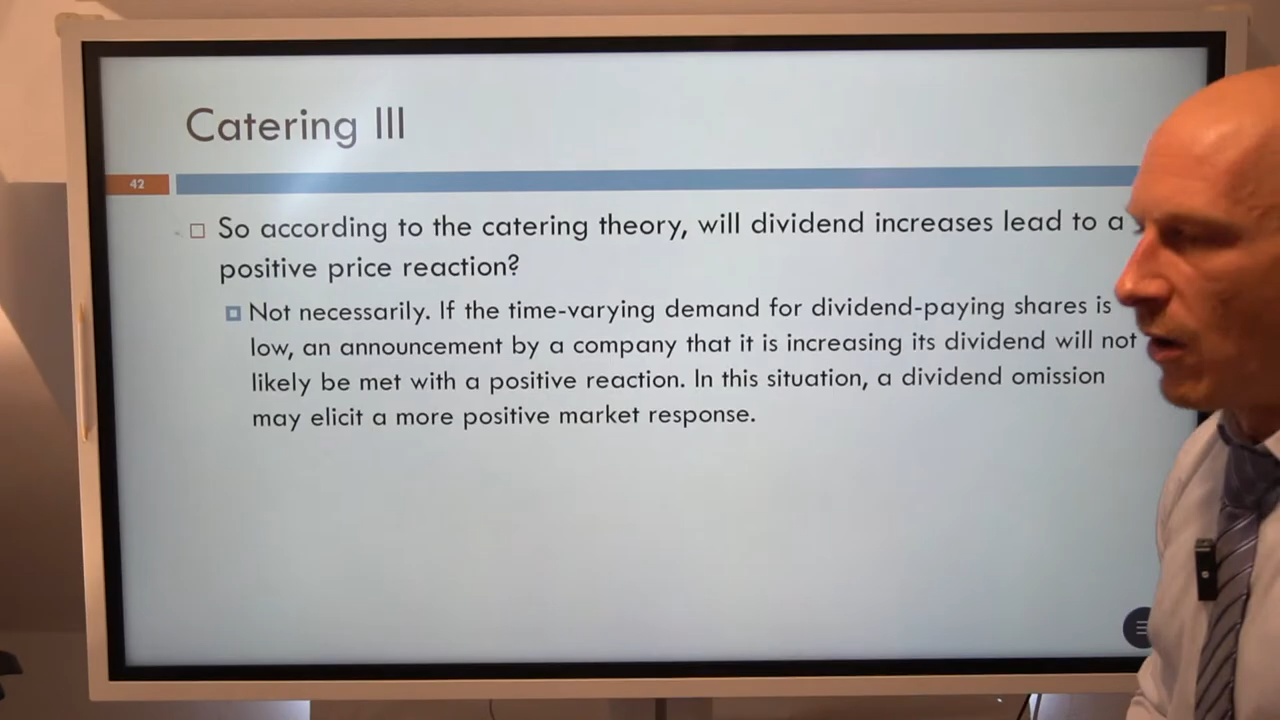 Catering III
42
So according to the catering theory, will dividend increases lead to a
positive price reaction?
Not necessarily. If the time-varying demand for dividend-paying shares is
low, an announcement by a company that it is increasing its dividend will not
likely be met with a positive reaction. In this situation, a dividend omission
may elicit a more positive market response.